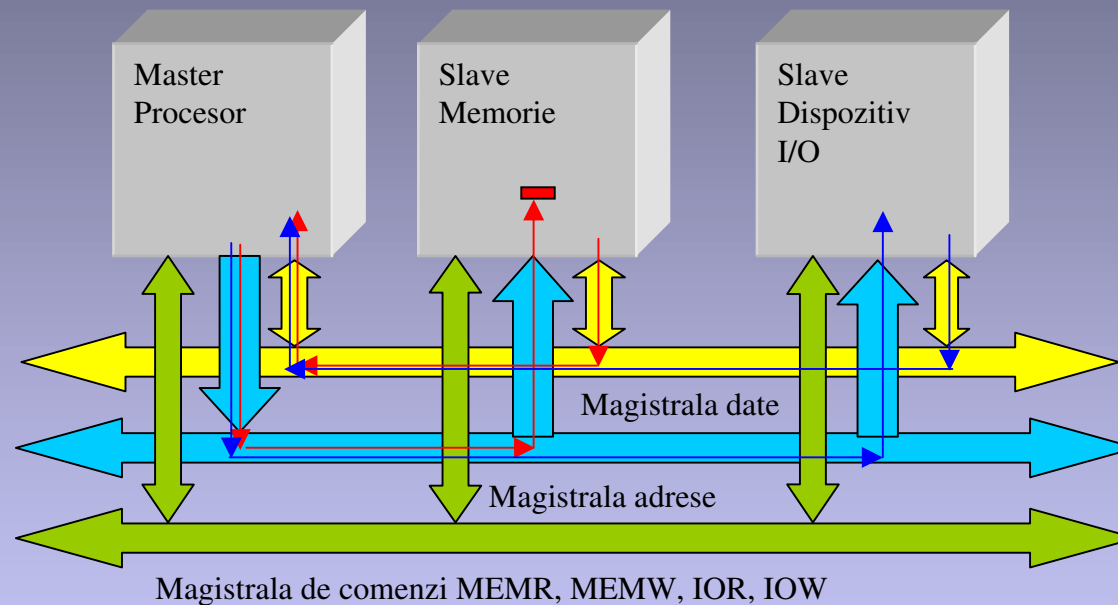 Master
Procesor
Slave
Memorie
Slave
Dispozitiv
I/O
Magistrala date
Magistrala adrese
Magistrala de comenzi MEMR, MEMW, IOR, IOW